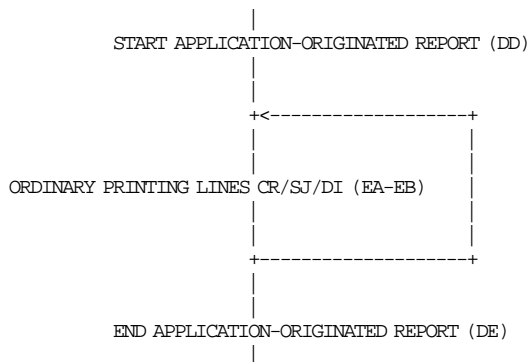 START APPLICATION-ORIGINATED REPORT (DD)
ORDINARY PRINTING LINES CR/SJ/DI (EA-EB)
END APPLICATION-ORIGINATED REPORT (DE)